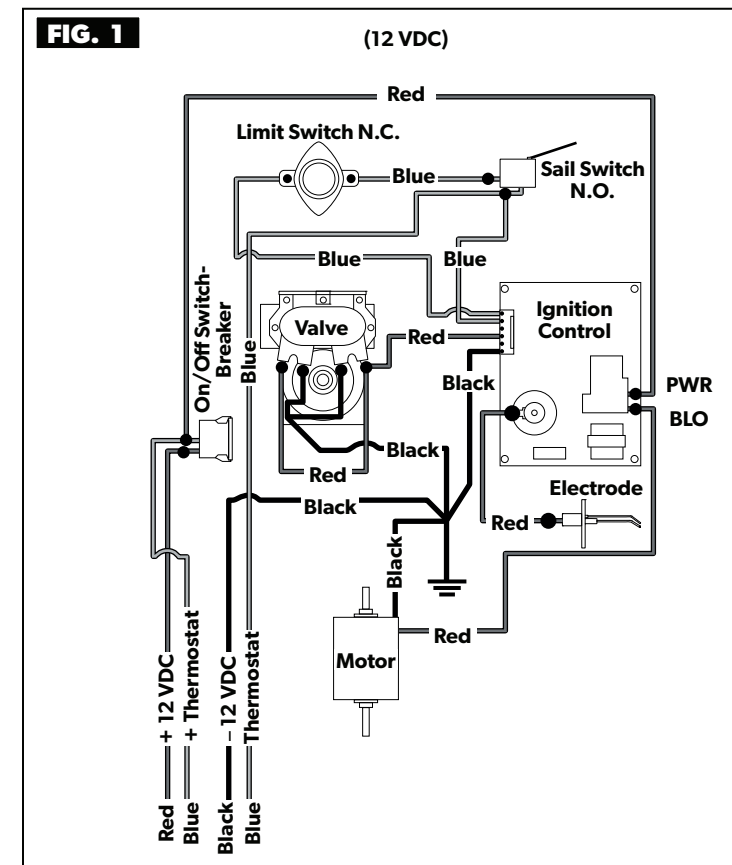 FIG. 1
(12 VDC)
Red
Limit Switch N.C.
Blue
Sail Switch
N.O.
Blue
Blue
On/Off Switch-
Breaker
Blue
Valve
Red
Ignition
Control
Black
PWR
BLO
Black
Red
Black
Electrode
Red
Black
Red
Motor
Red + 12 VDC
Blue + Thermostat
Black – 12 VDC
Blue Thermostat